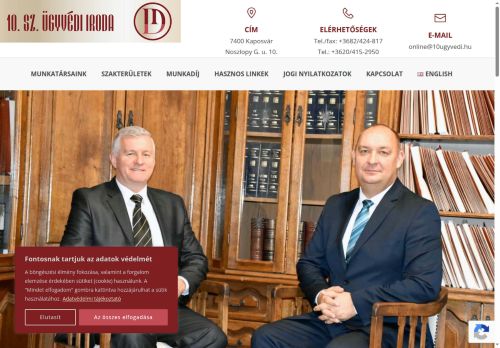 10. SZ. ÜGYVÉDI IRODA
CÍM
7400 Kaposvár
Noszlopy G. u. 10.
ELÉRHETŐSÉGEK
Tel./fax: +3682/424-817
Tel.: +3620/415-2950
E-MAIL
online@10ugyved.hu
MUNKATÁRSAINK SZAKTERÜLETEK MUNKADÍJ HASZNOS LINKEK JOGI NYILATKOZATOK KAPCSOLAT ENGLISH
Fontosnak tartjuk az adatok védelmét
A böngészési élmény fokozása, valamint a forgalom
elemzése érdekében sütiket (cookie) használunk. A
"Mindet elfogadom" gombra kattintva hozzájárulhat a sütik
használatához. Adatvédelmi tájékoztató
Elutasít
Az összes elfogadása